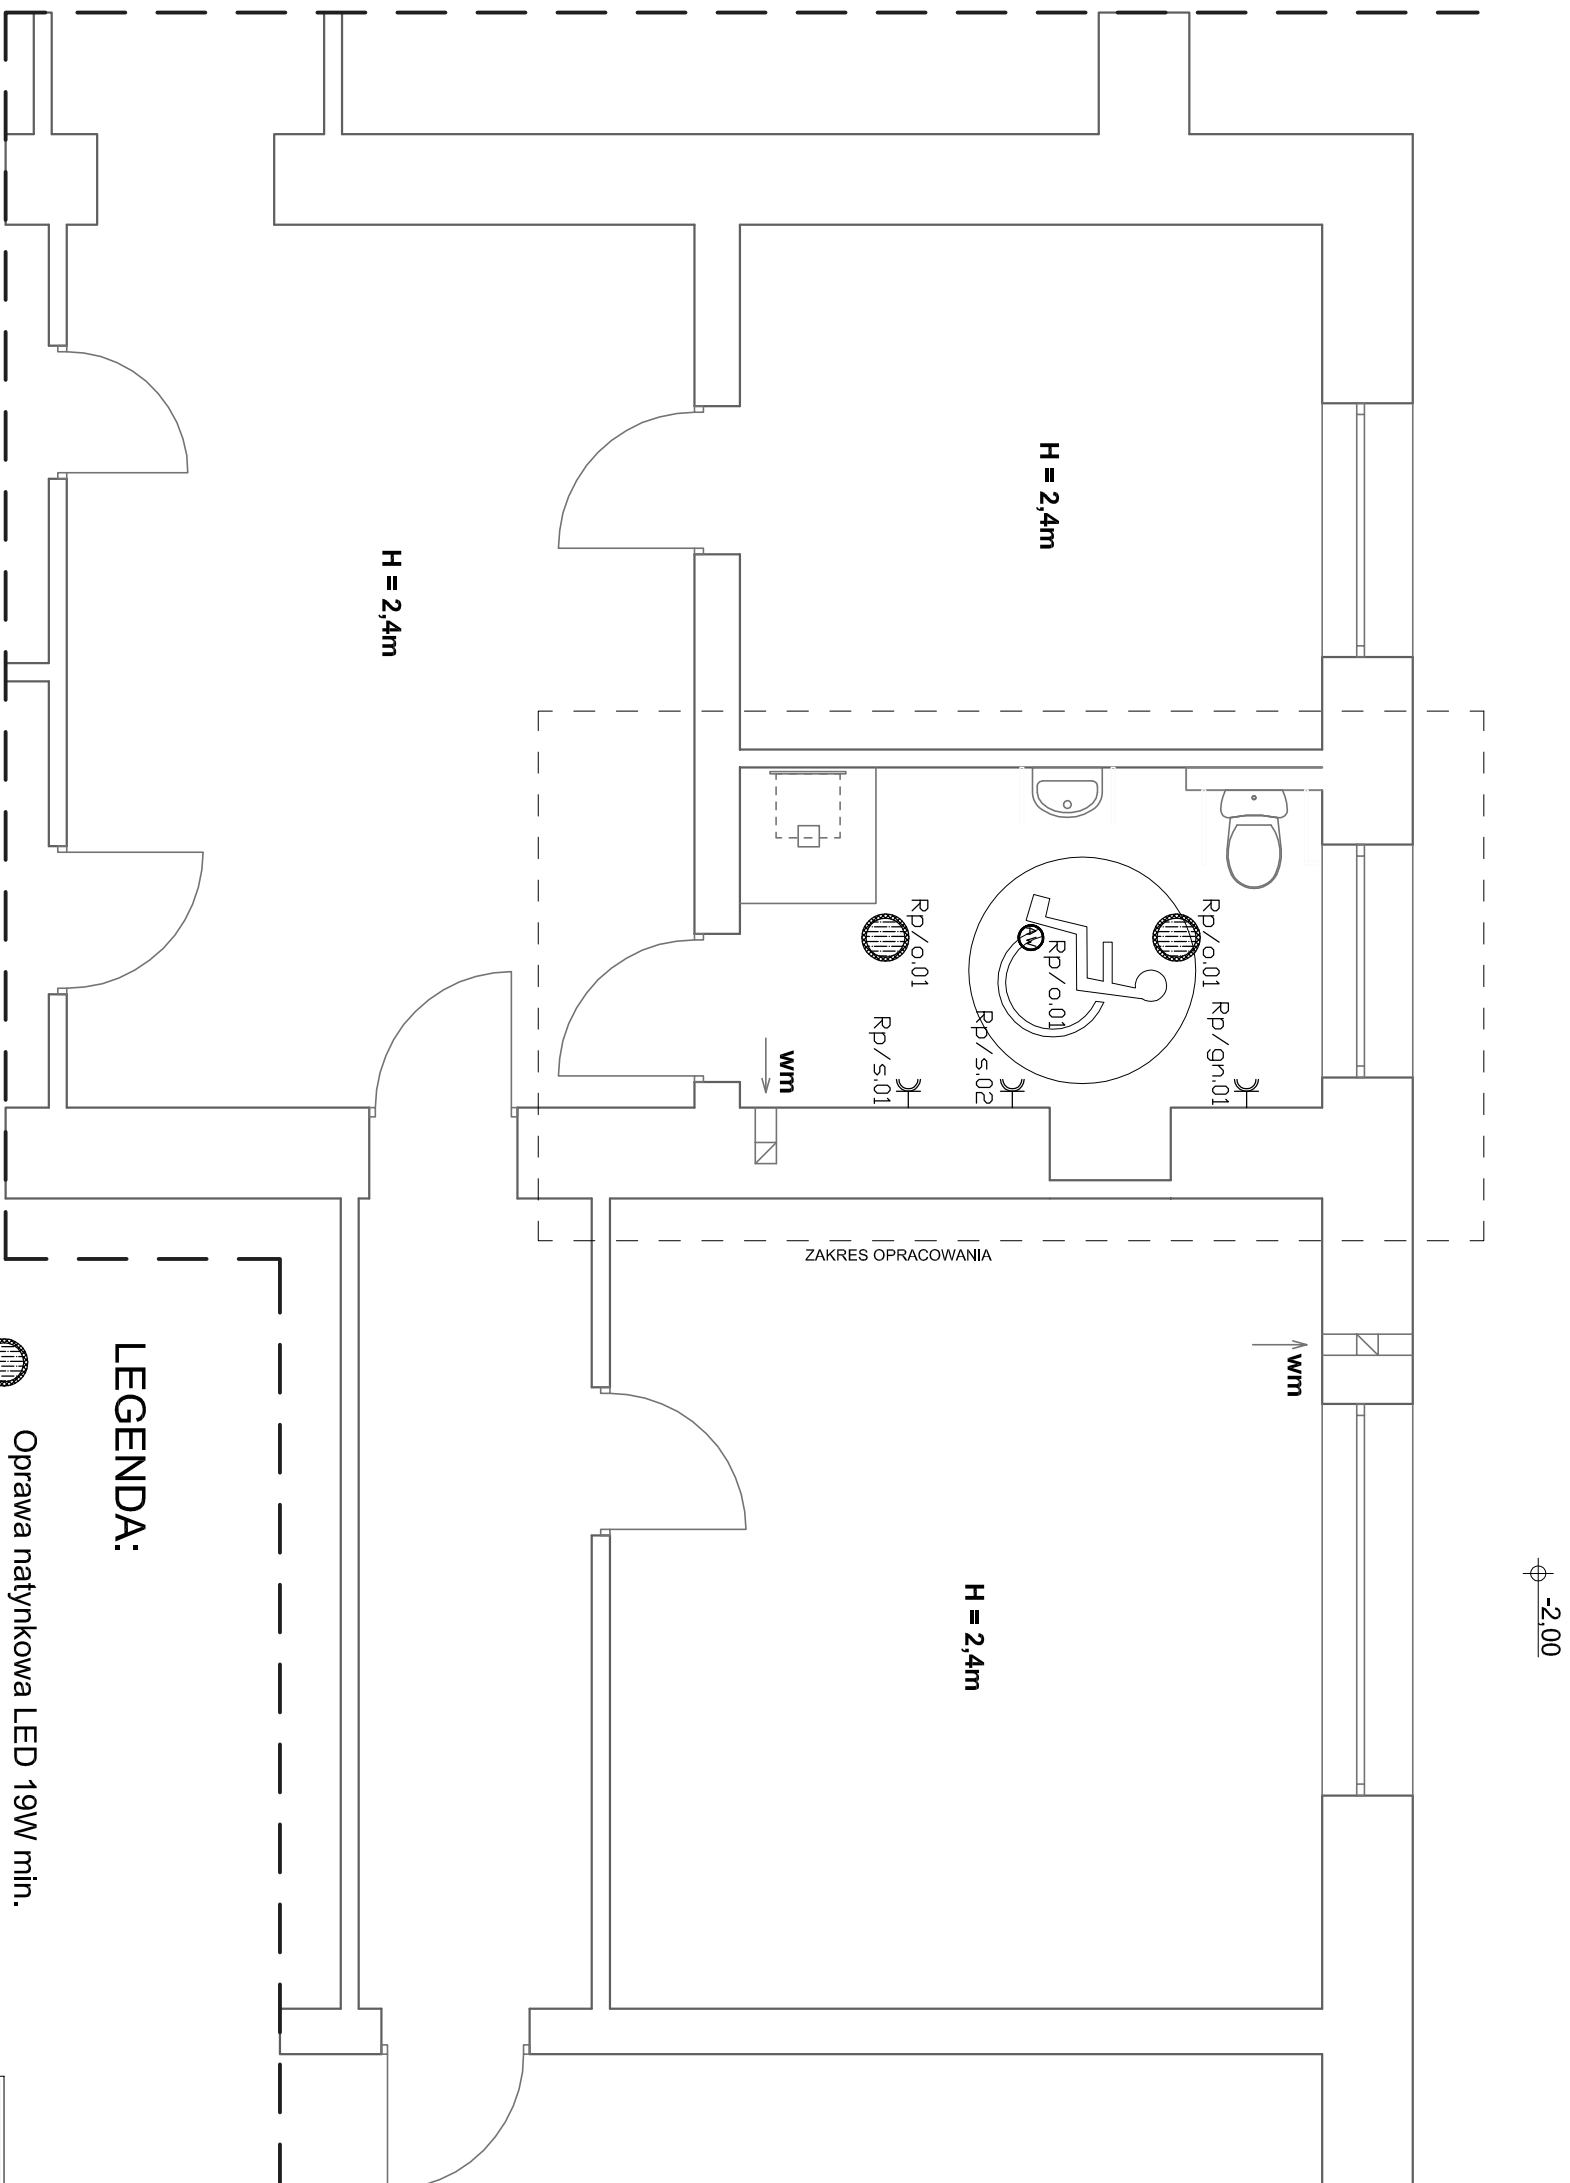 -2,00
H = 2,4m
H = 2,4m
Rp/o.01
Rp/gn.01
Rp/o.01
AW
Rp/s.02
Rp/o.01
Rp/s.01
wm
wm
ZAKRES OPRACOWANIA
H = 2,4m
LEGENDA:
Oprawa natynkowa LED 19W min.